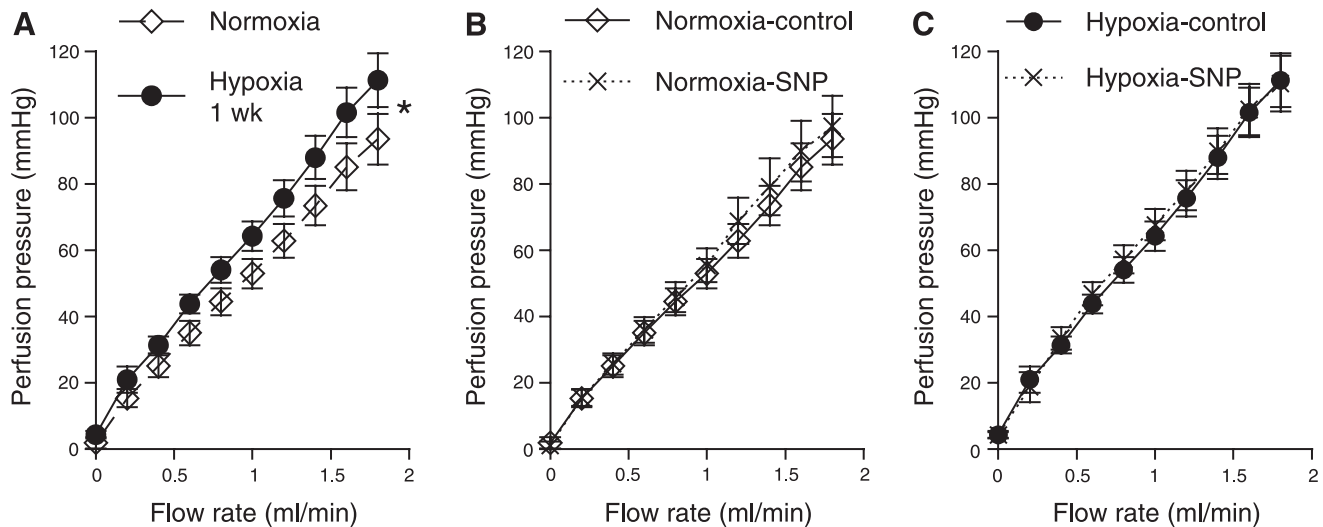 A
Normoxia
Hypoxia
1 wk
*
120
100
80
60
40
20
0
Perfusion pressure (mmHg)
0
0.5
1
1.5
2
Flow rate (ml/min)
B
Normoxia-control
Normoxia-SNP
120
100
80
60
40
20
0
Perfusion pressure (mmHg)
0
0.5
1
1.5
2
Flow rate (ml/min)
C
Hypoxia-control
Hypoxia-SNP
120
100
80
60
40
20
0
Perfusion pressure (mmHg)
0
0.5
1
1.5
2
Flow rate (ml/min)